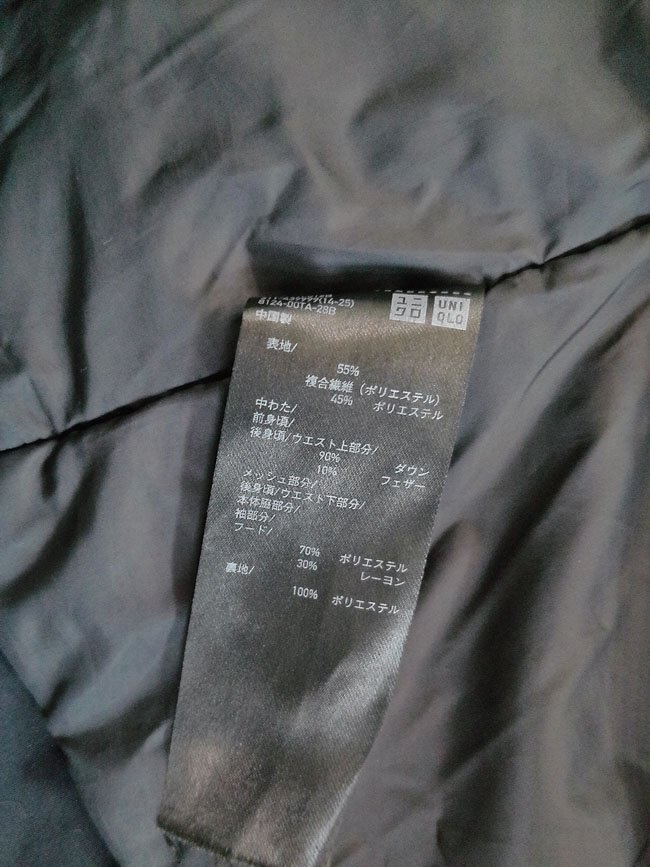 ユニクロ UNIQLO
(14-25)
中国製
表地/
55%
複合繊維(ポリエステル)
45% ポリエステル
中わた/
前身頃/
後身頃/ウエスト上部分/
90% ダウン
10% フェザー
メッシュ部分/
後身頃/ウエスト下部分/
本体脇部分/
袖部分/
フード/
70% ポリエステル
30% レーヨン
裏地/
100% ポリエステル